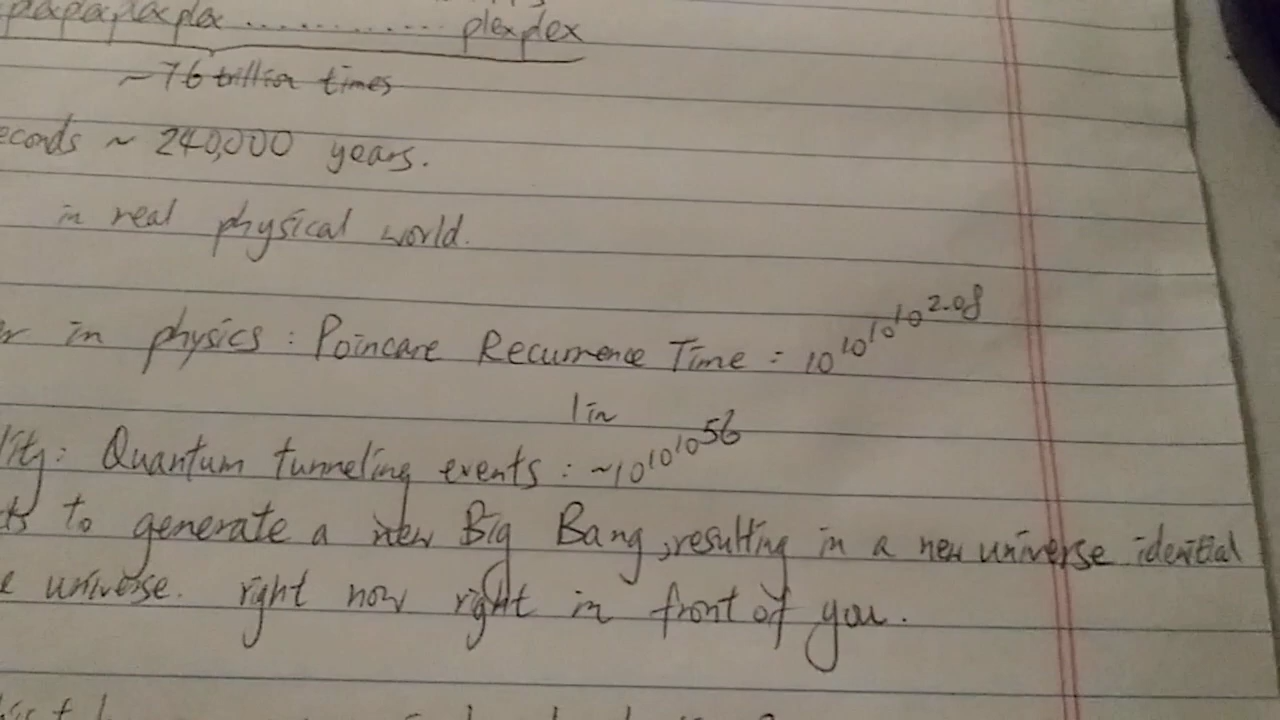 plexplex
~76 trillion times
econds ~ 240,000 years.
in real physical world.
r in physics : Poincare Recurrence Time = 10^10^10^10^2.08
1 in
lity: Quantum tunneling events : ~10^10^10^56
ts to generate a new Big Bang, resulting in a new universe idential
e universe. right now right in front of you.